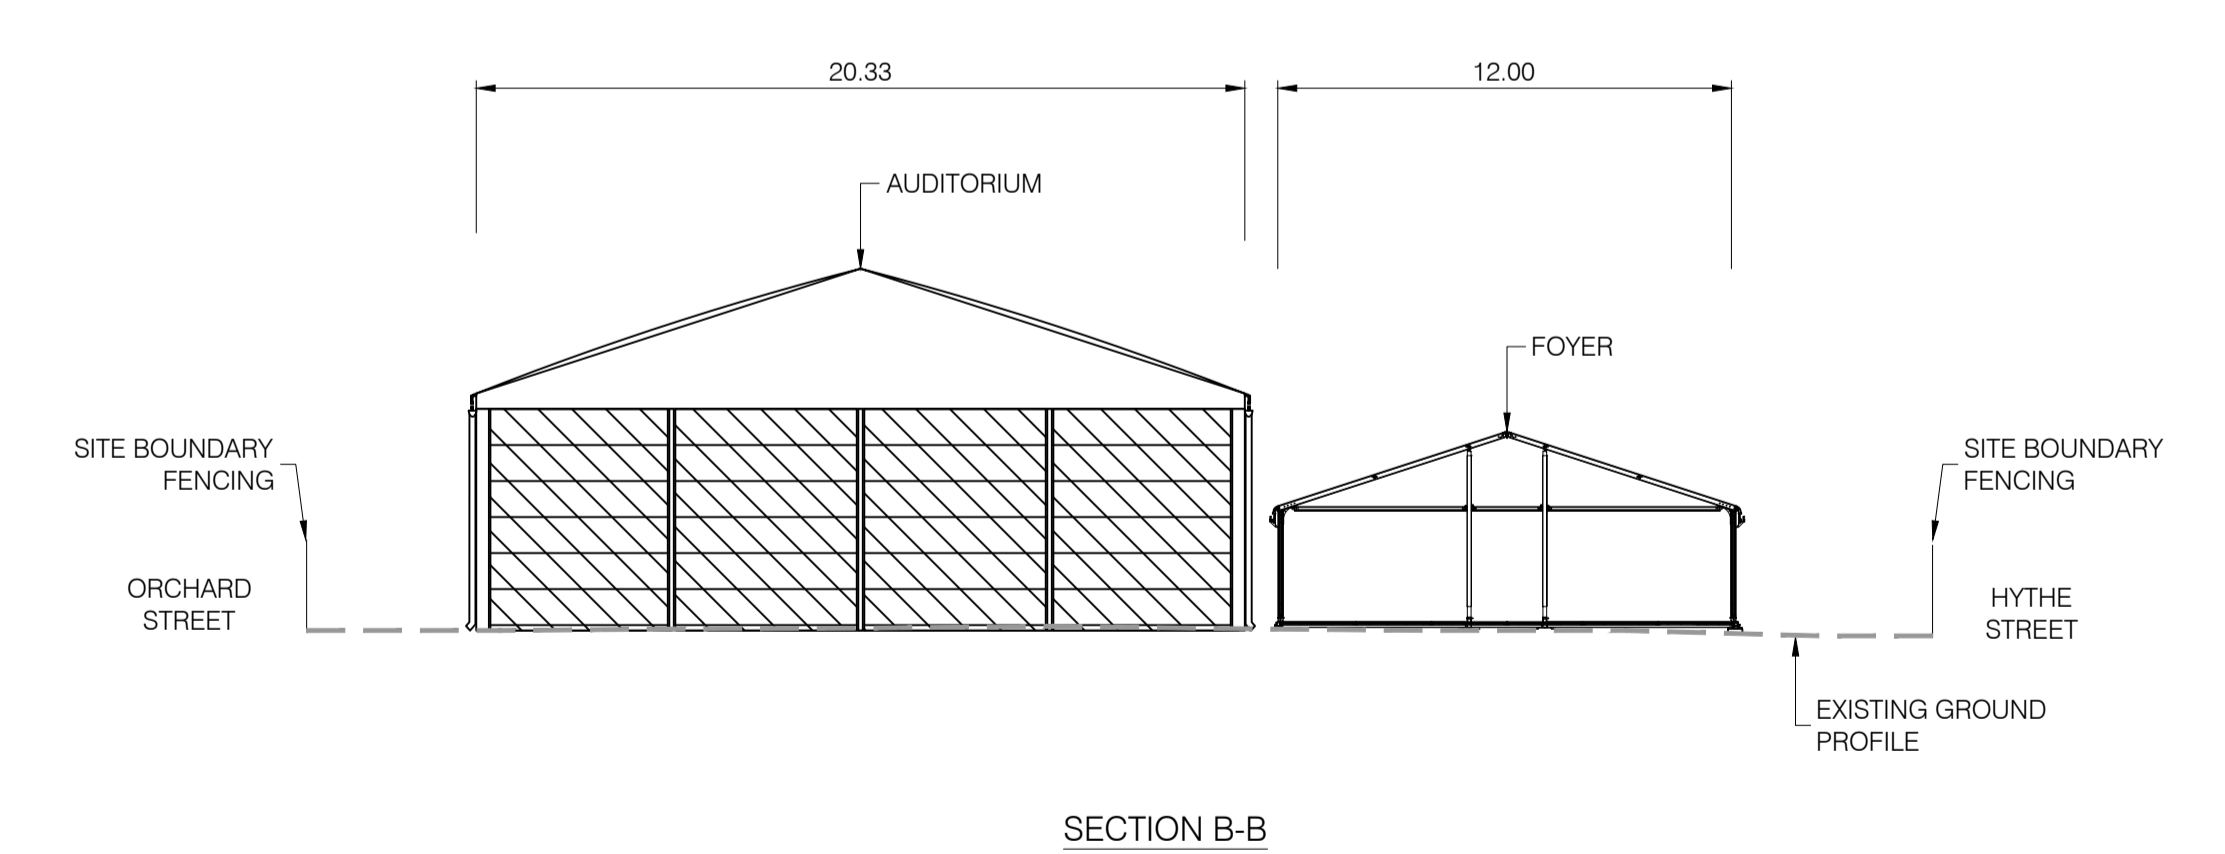 20.33
12.00
AUDITORIUM
FOYER
SITE BOUNDARY
FENCING
SITE BOUNDARY
FENCING
ORCHARD
STREET
HYTHE
STREET
EXISTING GROUND
PROFILE
SECTION B-B